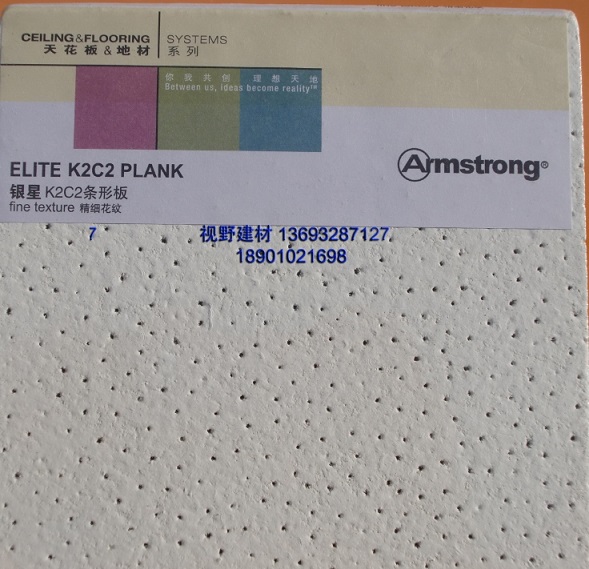 CEILING&FLOORING SYSTEMS
天花板&地材 系列
你我共创 理想天地
Between us, ideas become reality™
Armstrong®
ELITE K2C2 PLANK
银星 K2C2条形板
fine texture 精细花纹
7 视野建材 13693287127.
18901021698